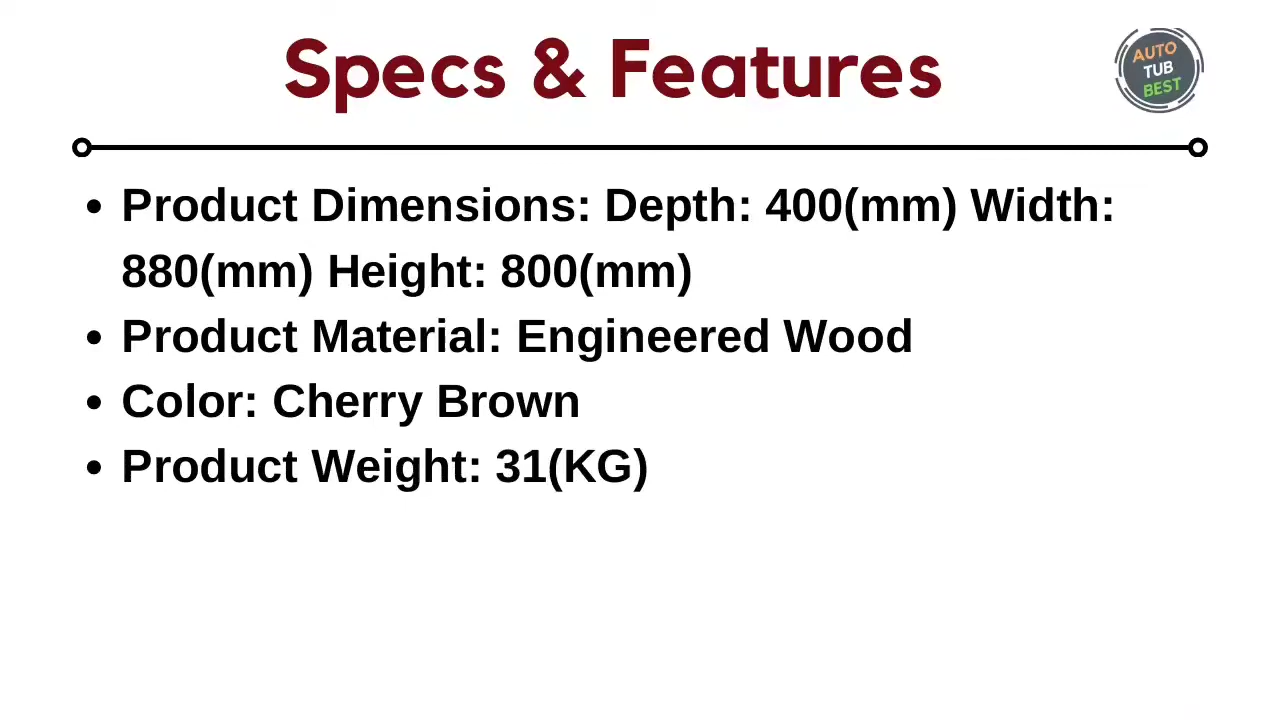 Specs & Features
AUTO
TUB
BEST
• Product Dimensions: Depth: 400(mm) Width:
880(mm) Height: 800(mm)
• Product Material: Engineered Wood
• Color: Cherry Brown
• Product Weight: 31(KG)